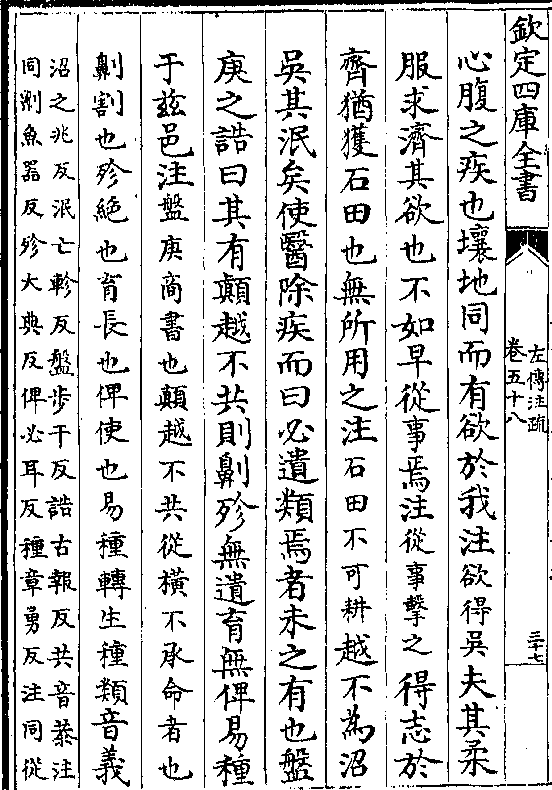 欽定四庫全書
左傳注疏
卷五十八
三十七
心腹之疾也壤地同而有欲於我注欲得吳夫其柔
服求濟其欲也不如早從事焉注從事擊之得志於
齊猶獲石田也無所用之注石田不可耕越不為沼
吳其泯矣使醫除疾而曰必遺類焉者未之有也盤
庚之誥曰其有顛越不共則劓殄無遺育無俾易種
于茲邑注盤庚商書也顛越不共從橫不承命者也
劓割也殄絶也育長也俾使也易種轉生種類音義
沼之兆反泯亡軫反盤步干反誥古報反共音恭注
同劓魚器反殄大典反俾必耳反種章勇反注同從